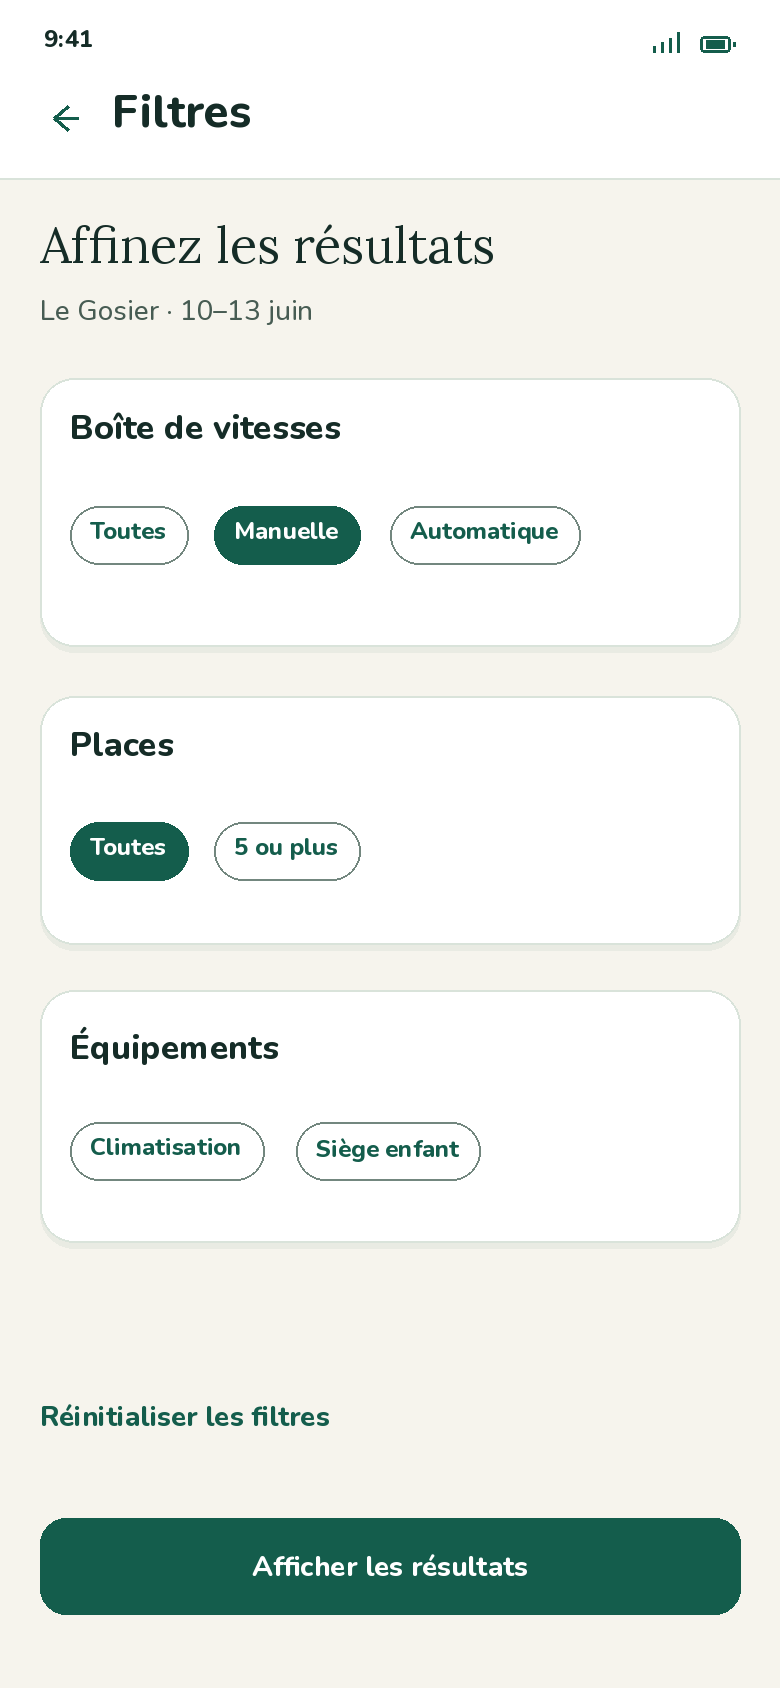 9:41
Filtres
Affinez les résultats
Le Gosier · 10–13 juin
Boîte de vitesses
Toutes Manuelle Automatique
Places
Toutes 5 ou plus
Équipements
Climatisation Siège enfant
Réinitialiser les filtres
Afficher les résultats